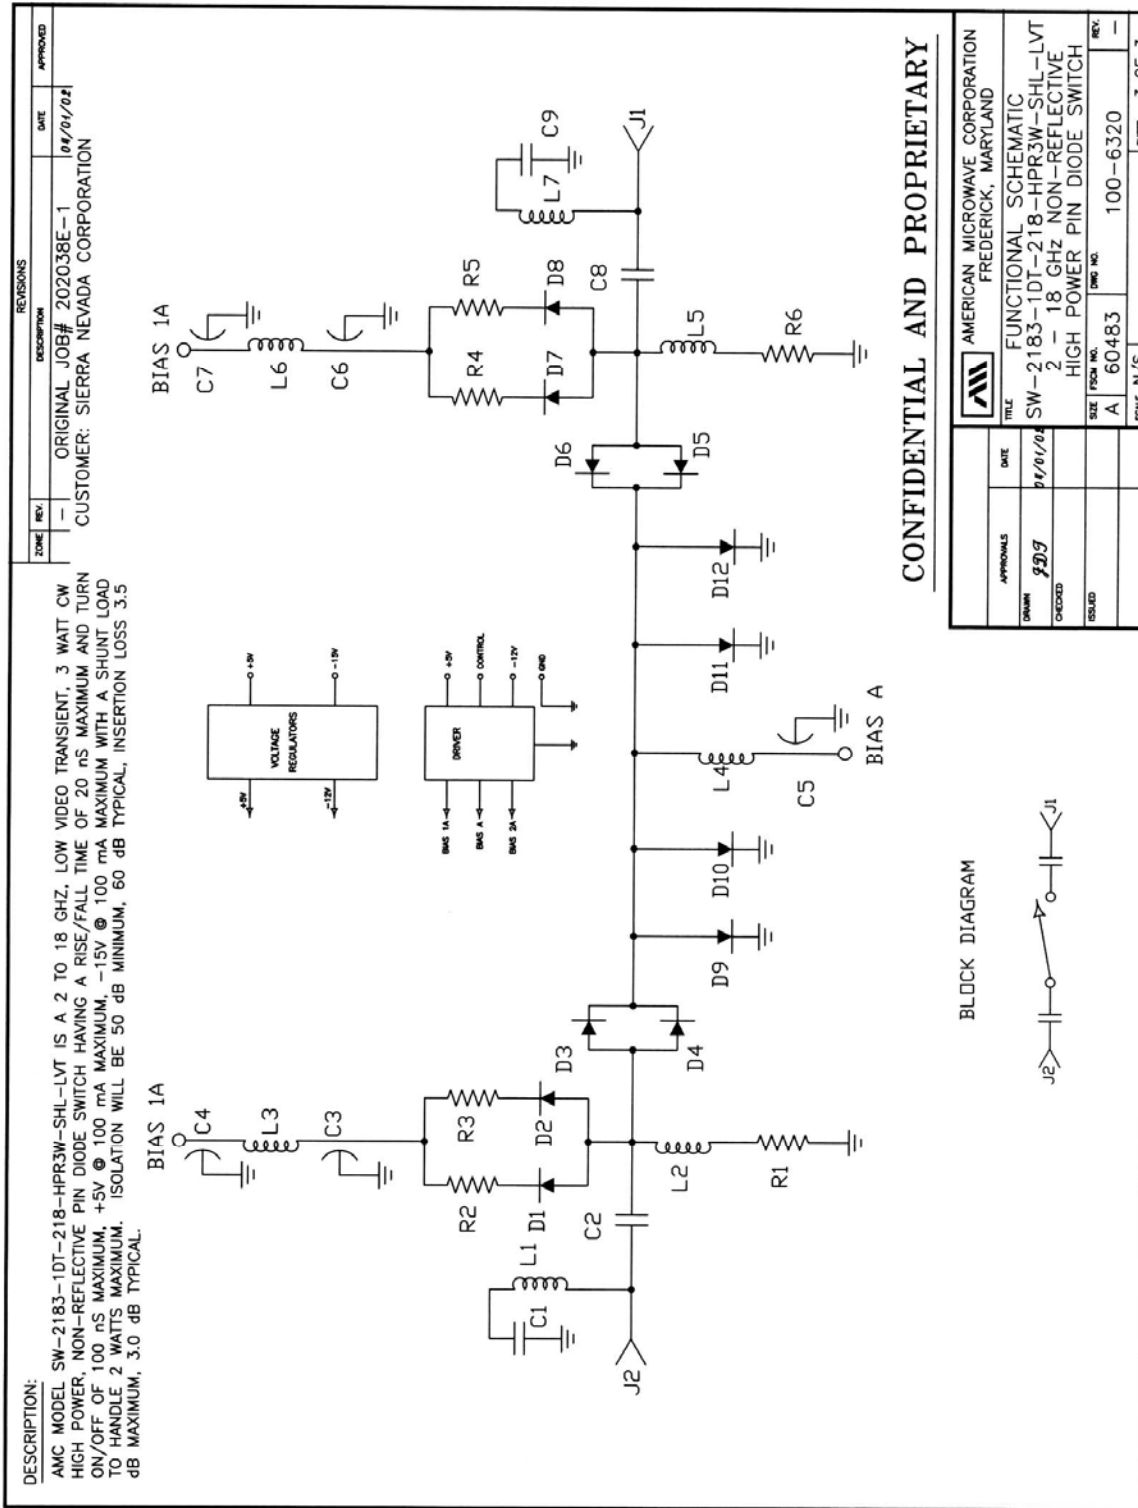 DESCRIPTION:
AMC MODEL SW-2183-1DT-218-HPR3W-SHL-LVT IS A 2 TO 18 GHZ, LOW VIDEO TRANSIENT, 3 WATT CW
HIGH POWER, NON-REFLECTIVE PIN DIODE SWITCH HAVING A RISE/FALL TIME OF 20 nS MAXIMUM AND TURN
ON/OFF OF 100 nS MAXIMUM, +5V @ 100 mA MAXIMUM, -15V @ 100 mA MAXIMUM WITH A SHUNT LOAD
TO HANDLE 2 WATTS MAXIMUM. ISOLATION WILL BE 50 dB MINIMUM, 60 dB TYPICAL, INSERTION LOSS 3.5
dB MAXIMUM, 3.0 dB TYPICAL.
REVISIONS
ZONE REV. DESCRIPTION DATE APPROVED
— ORIGINAL JOB# 202038E-1 04/01/02
CUSTOMER: SIERRA NEVADA CORPORATION
BIAS 1A
C4
L3
C3
R2
R3
D1
D2
L1
C1
C2
J2
L2
R1
D3
D4
+5V
-12V
VOLTAGE
REGULATORS
+5V
-15V
BIAS 1A
BIAS A
BIAS 2A
DRIVER
+5V
CONTROL
-12V
GND
D9
D10
L4
C5
BIAS A
D11
D12
BIAS 1A
C7
L6
C6
R4
R5
D7
D8
D6
D5
C8
L7
C9
J1
L5
R6
BLOCK DIAGRAM
J2
J1
CONFIDENTIAL AND PROPRIETARY
APPROVALS DATE
DRAWN JDJ 04/01/02
CHECKED
ISSUED
AMERICAN MICROWAVE CORPORATION
FREDERICK, MARYLAND
TITLE
FUNCTIONAL SCHEMATIC
SW-2183-1DT-218-HPR3W-SHL-LVT
2 - 18 GHz NON-REFLECTIVE
HIGH POWER PIN DIODE SWITCH
SIZE FSCM NO. DWG NO. REV.
A 60483 100-6320 —